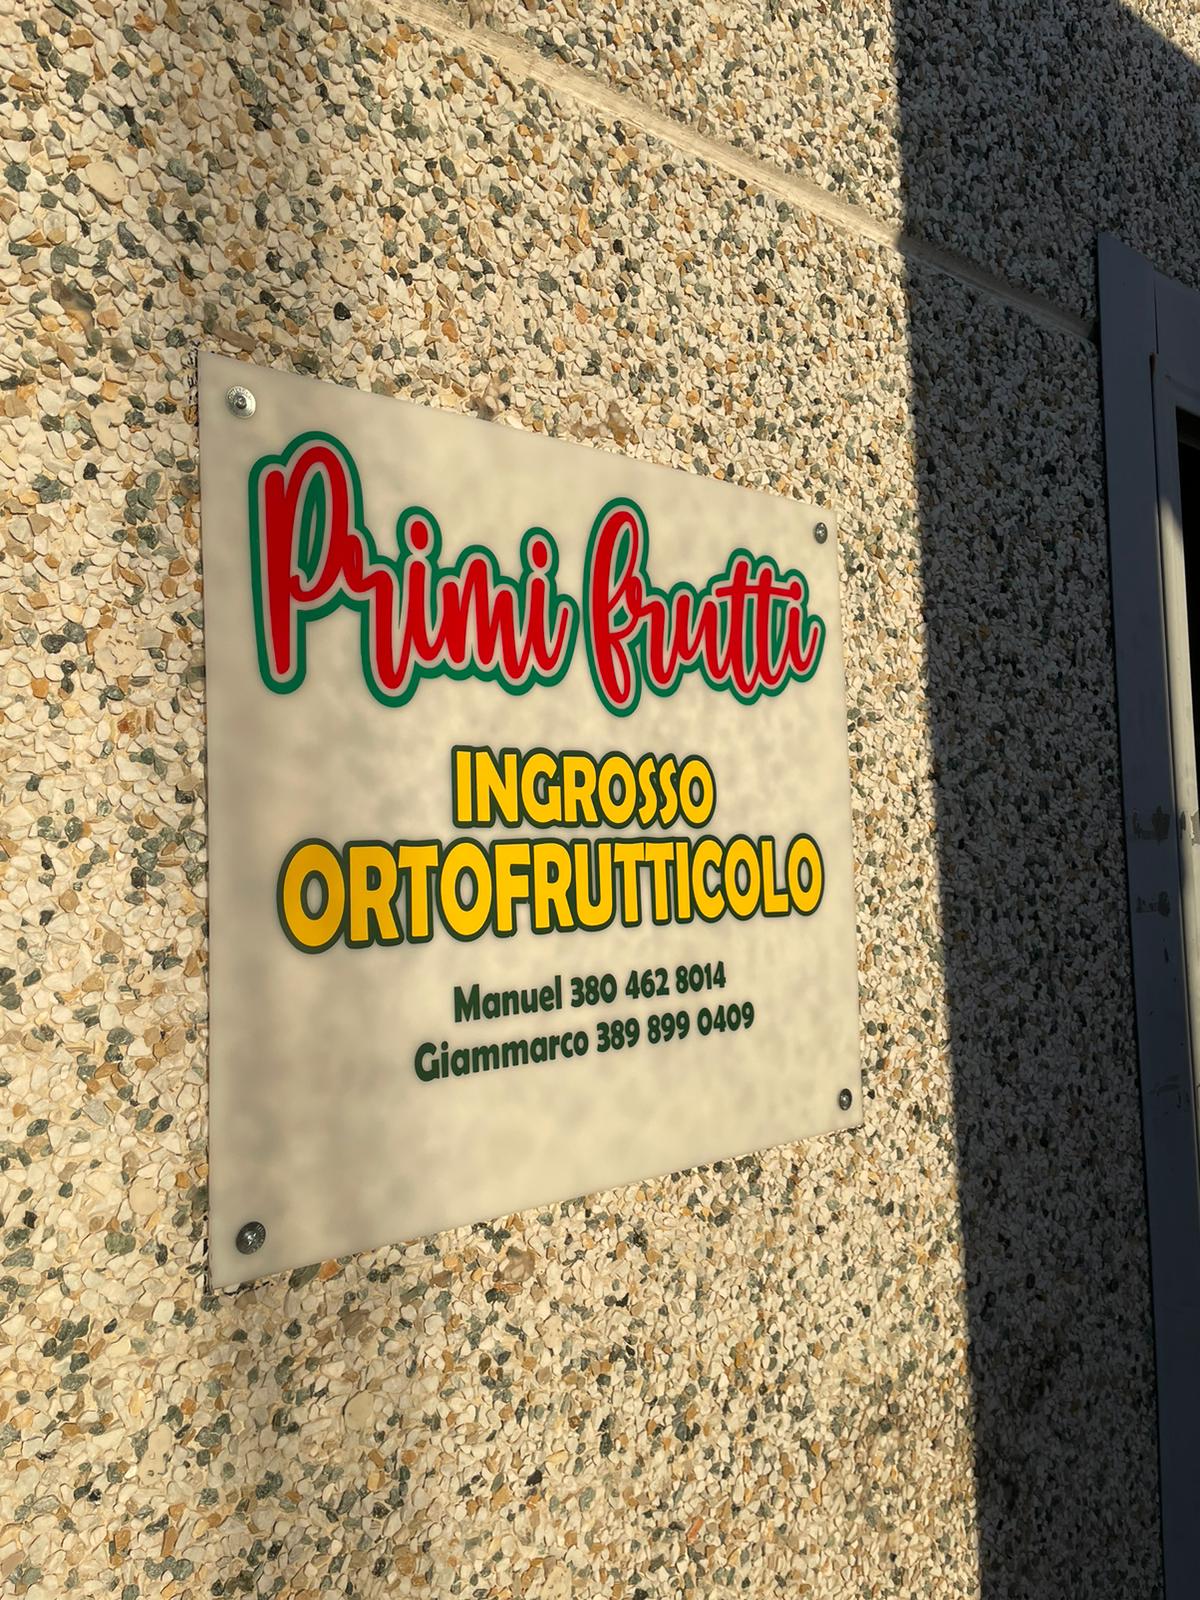 Primi frutti
INGROSSO
ORTOFRUTTICOLO
Manuel 380 462 8014
Giammarco 389 899 0409